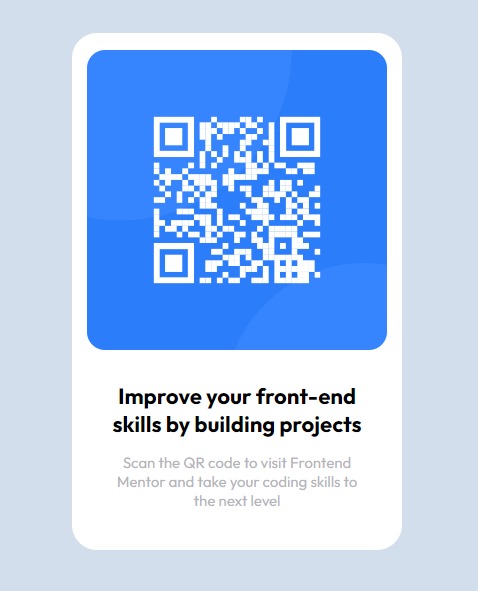 Improve your front-end
skills by building projects
Scan the QR code to visit Frontend
Mentor and take your coding skills to
the next level